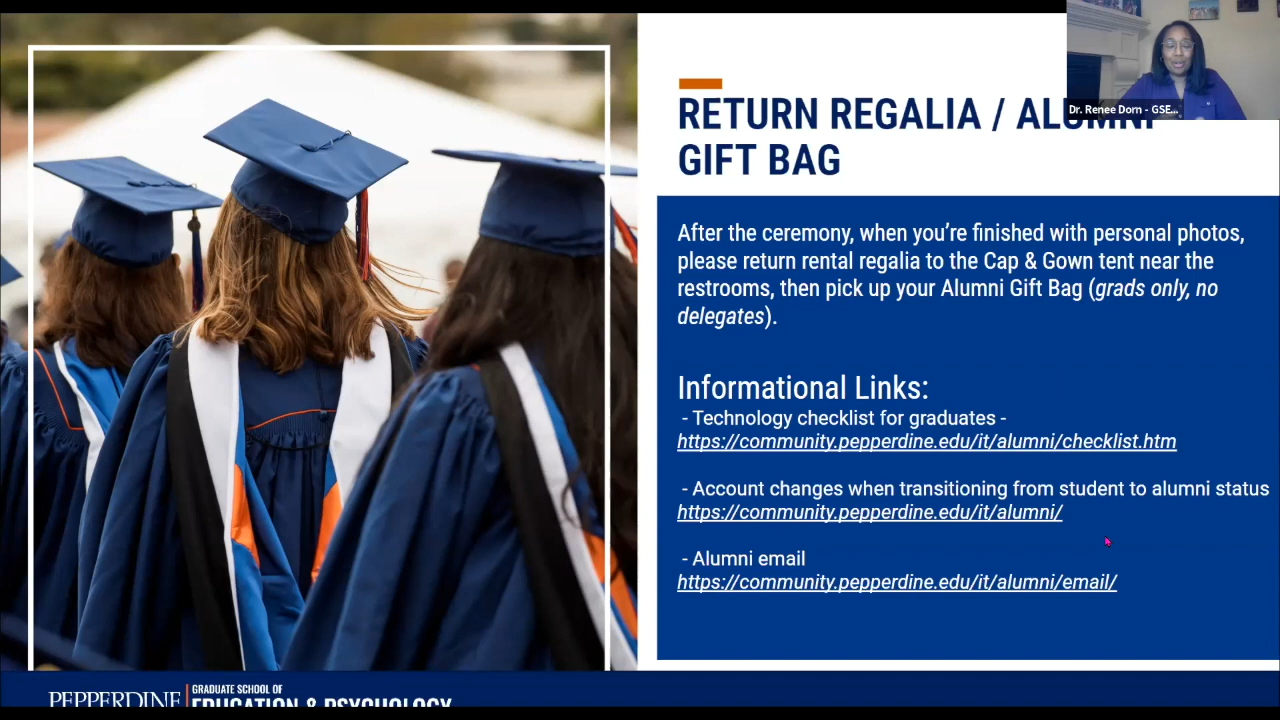 Dr. Renee Dorn - GSE...
RETURN REGALIA / ALUMNI
GIFT BAG
After the ceremony, when you're finished with personal photos,
please return rental regalia to the Cap & Gown tent near the
restrooms, then pick up your Alumni Gift Bag (grads only, no
delegates).
Informational Links:
- Technology checklist for graduates -
https://community.pepperdine.edu/it/alumni/checklist.htm
- Account changes when transitioning from student to alumni status
https://community.pepperdine.edu/it/alumni/
- Alumni email
https://community.pepperdine.edu/it/alumni/email/
PEPPERDINE
GRADUATE SCHOOL OF
EDUCATION & PSYCHOLOGY